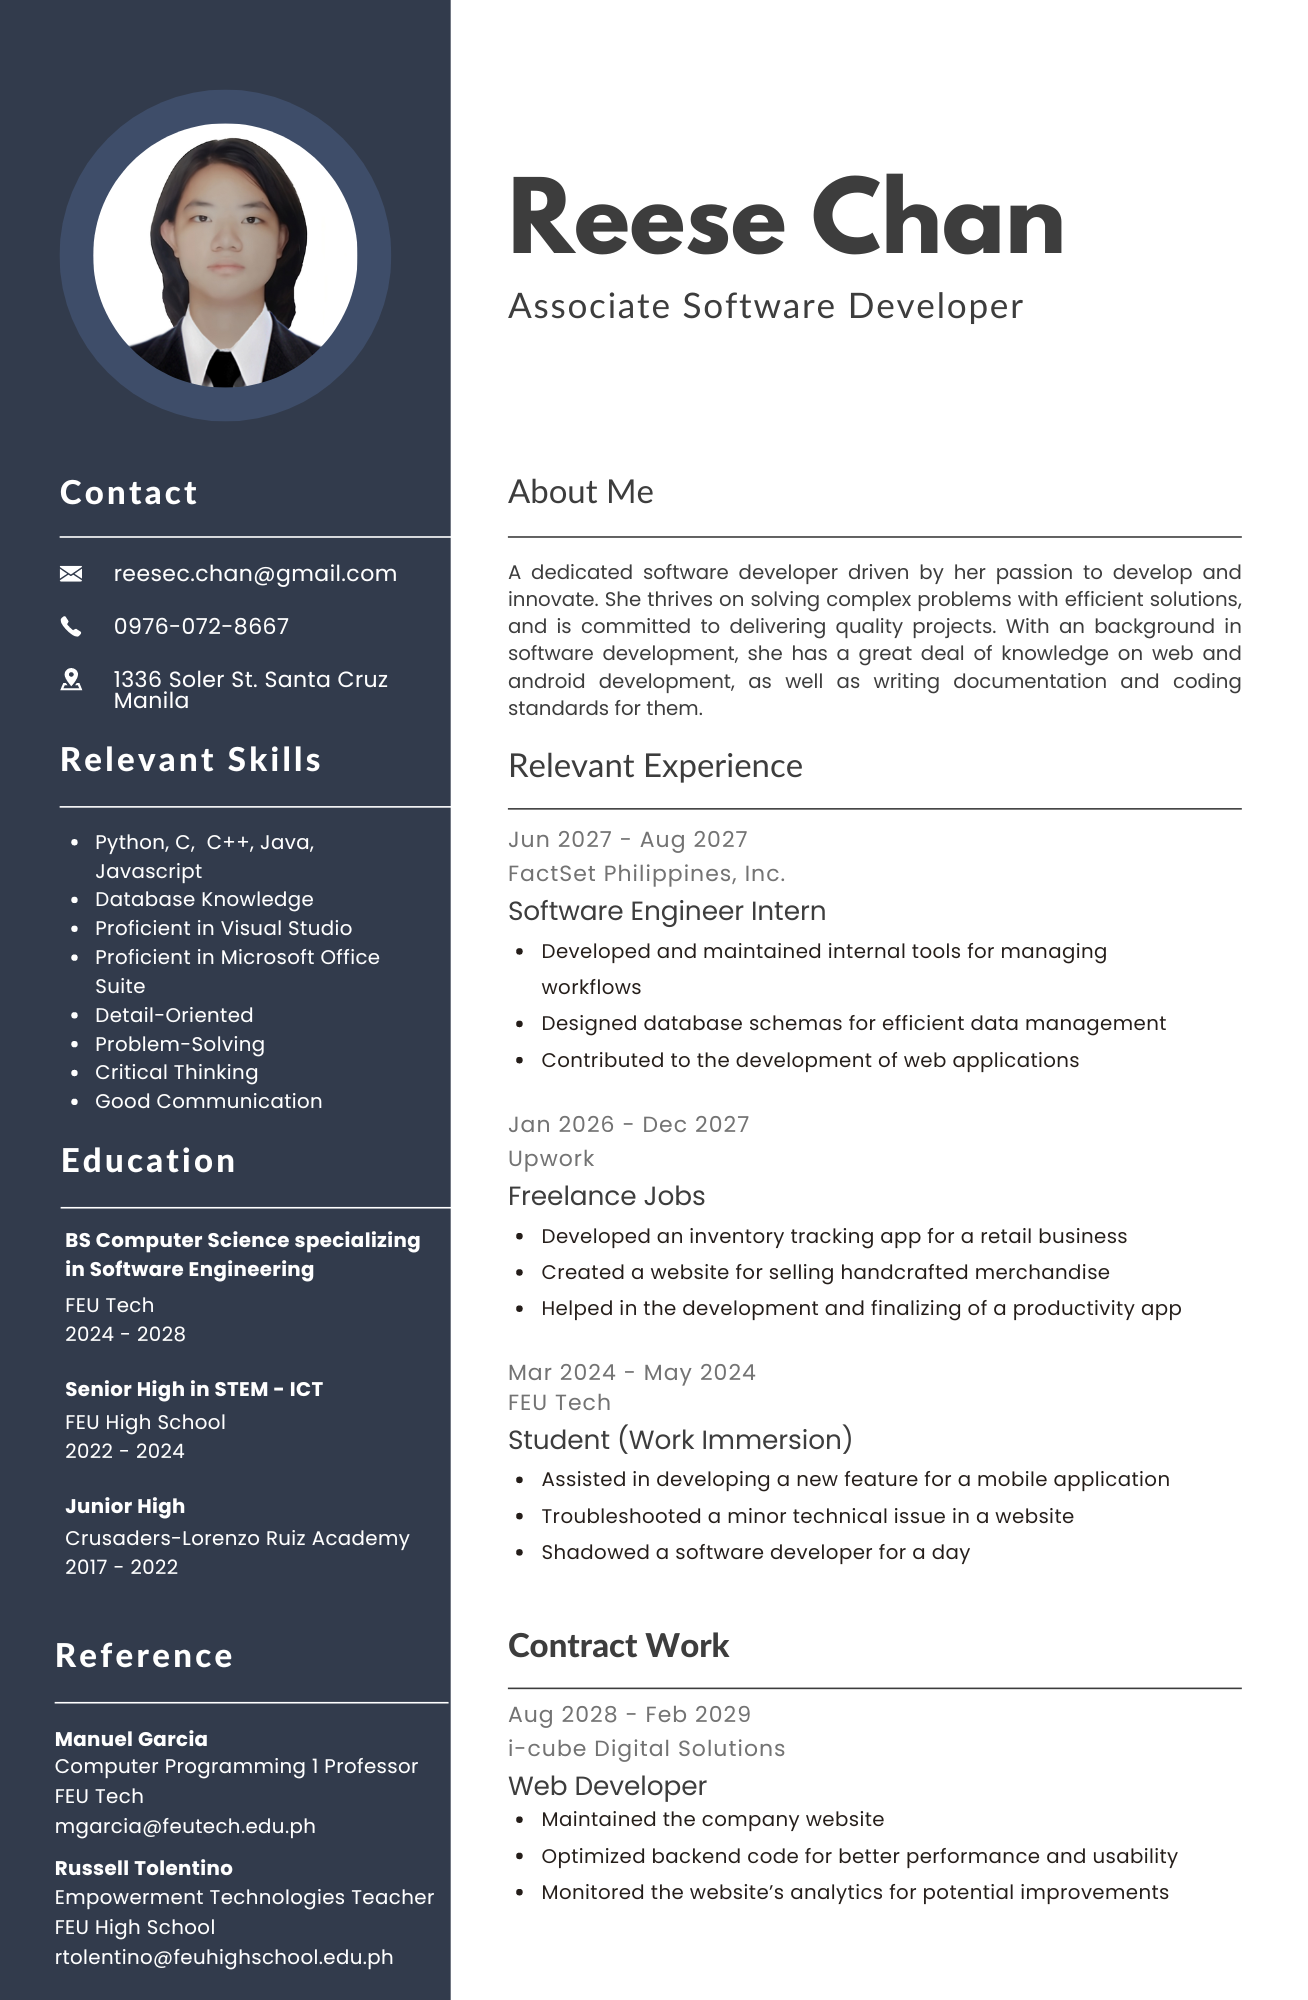 Reese Chan
Associate Software Developer
Contact
reesec.chan@gmail.com
0976-072-8667
1336 Soler St. Santa Cruz
Manila
Relevant Skills
• Python, C,  C++, Java,
Javascript
• Database Knowledge
• Proficient in Visual Studio
• Proficient in Microsoft Office
Suite
• Detail-Oriented
• Problem-Solving
• Critical Thinking
• Good Communication
Education
BS Computer Science specializing
in Software Engineering
FEU Tech
2024 - 2028
Senior High in STEM - ICT
FEU High School
2022 - 2024
Junior High
Crusaders-Lorenzo Ruiz Academy
2017 - 2022
Reference
Manuel Garcia
Computer Programming 1 Professor
FEU Tech
mgarcia@feutech.edu.ph
Russell Tolentino
Empowerment Technologies Teacher
FEU High School
rtolentino@feuhighschool.edu.ph
About Me
A dedicated software developer driven by her passion to develop and
innovate. She thrives on solving complex problems with efficient solutions,
and is committed to delivering quality projects. With an background in
software development, she has a great deal of knowledge on web and
android development, as well as writing documentation and coding
standards for them.
Relevant Experience
Jun 2027 - Aug 2027
FactSet Philippines, Inc.
Software Engineer Intern
• Developed and maintained internal tools for managing
workflows
• Designed database schemas for efficient data management
• Contributed to the development of web applications
Jan 2026 - Dec 2027
Upwork
Freelance Jobs
• Developed an inventory tracking app for a retail business
• Created a website for selling handcrafted merchandise
• Helped in the development and finalizing of a productivity app
Mar 2024 - May 2024
FEU Tech
Student (Work Immersion)
• Assisted in developing a new feature for a mobile application
• Troubleshooted a minor technical issue in a website
• Shadowed a software developer for a day
Contract Work
Aug 2028 - Feb 2029
i-cube Digital Solutions
Web Developer
• Maintained the company website
• Optimized backend code for better performance and usability
• Monitored the website’s analytics for potential improvements